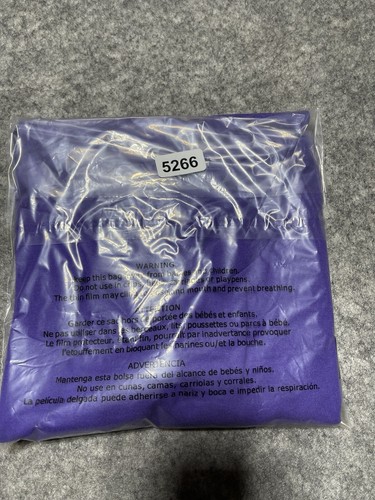 5266
WARNING
Keep this bag away from babies and children.
Do not use in cribs, beds, carriages or playpens.
The thin film may cling to nose and mouth and prevent breathing.
Garder ce sac hors de portée des bébés et enfants.
Ne pas utiliser dans les berceaux, lits, poussettes ou parcs à bébé.
Le film protecteur, fin, pourrait par inadvertance provoquer
l'étouffement en bloquant les narines ou/et la bouche.
ADVERTENCIA
Mantenga esta bolsa fuera del alcance de bebés y niños.
No use en cunas, camas, carriolas y corrales.
La película delgada puede adherirse a nariz y boca e impedir la respiración.